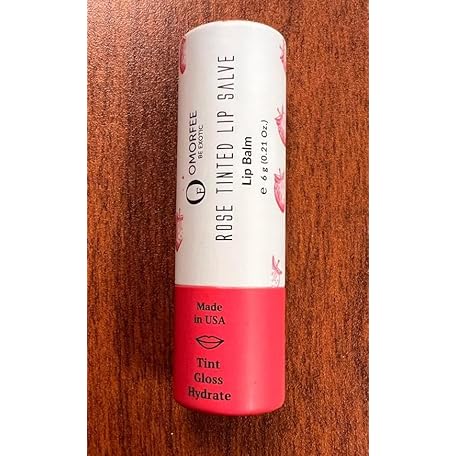 OF
OMORFEE
BE EXOTIC
ROSE TINTED LIP SALVE
Lip Balm
e 6 g (0.21 Oz.)
Made
in USA
Tint
Gloss
Hydrate